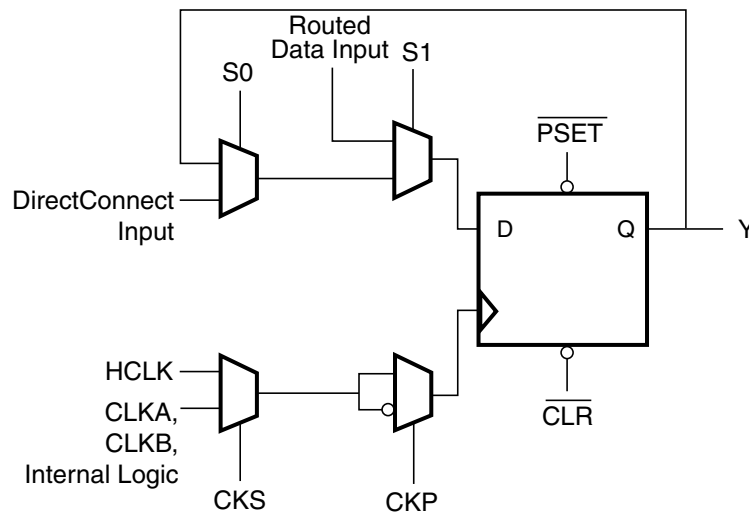 Routed
Data Input
S1
S0
PSET
DirectConnect
Input
D
Q
Y
HCLK
CLKA,
CLKB,
Internal Logic
CLR
CKS
CKP